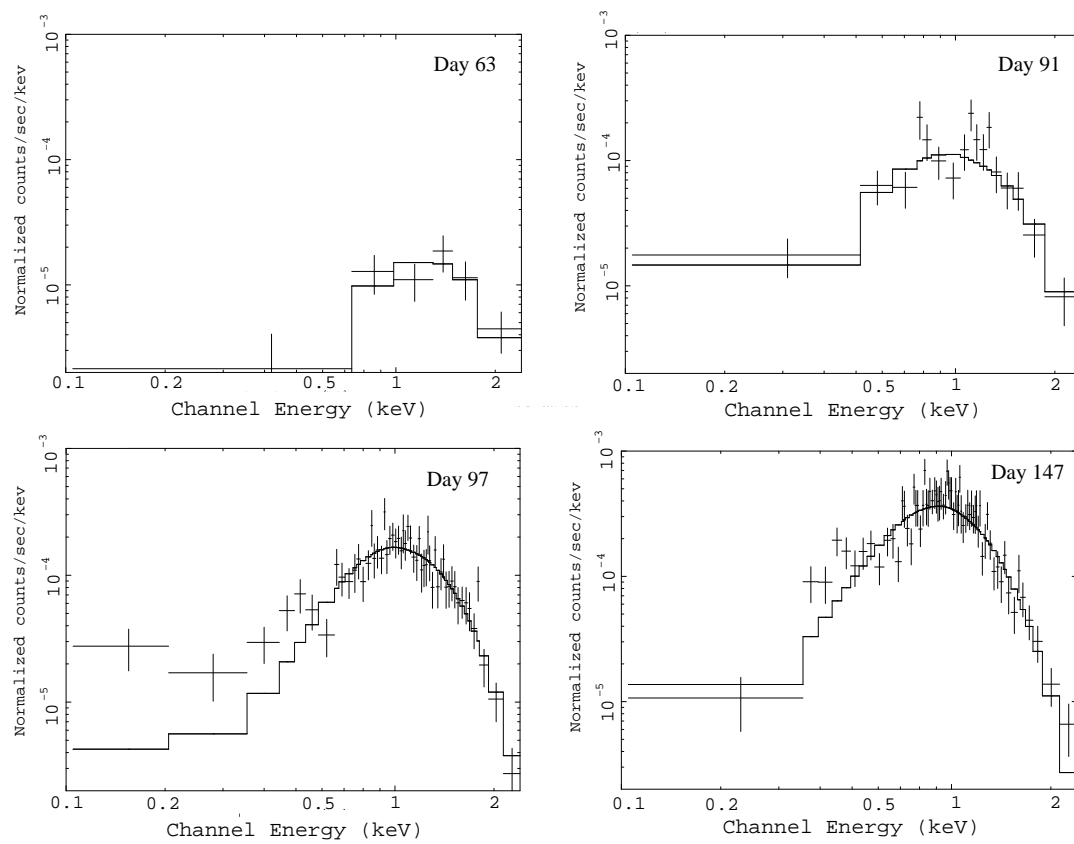 Day 63
Normalized counts/sec/kev
10⁻³
10⁻⁴
10⁻⁵
0.1 0.2 0.5 1 2
Channel Energy (keV)
Day 91
Normalized counts/sec/kev
10⁻³
10⁻⁴
10⁻⁵
0.1 0.2 0.5 1 2
Channel Energy (keV)
Day 97
Normalized counts/sec/kev
10⁻³
10⁻⁴
10⁻⁵
0.1 0.2 0.5 1 2
Channel Energy (keV)
Day 147
Normalized counts/sec/kev
10⁻³
10⁻⁴
10⁻⁵
0.1 0.2 0.5 1 2
Channel Energy (keV)